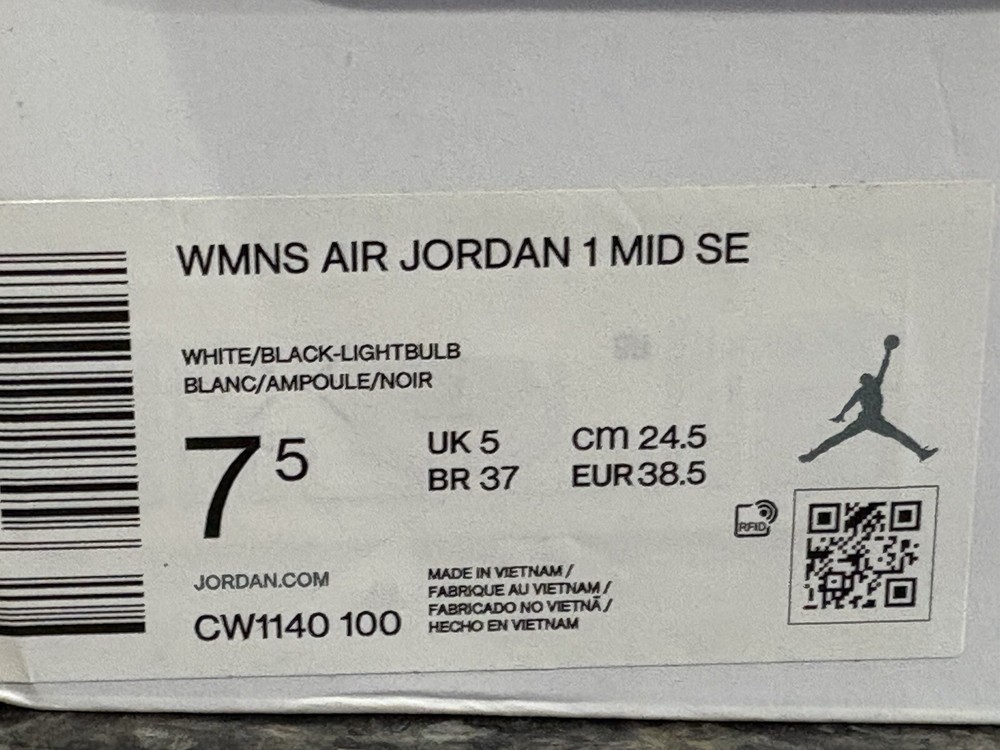 WMNS AIR JORDAN 1 MID SE
WHITE/BLACK-LIGHTBULB
BLANC/AMPOULE/NOIR
7 5
UK 5 cm 24.5
BR 37 EUR 38.5
RFID
JORDAN.COM
CW1140 100
MADE IN VIETNAM /
FABRIQUE AU VIETNAM /
FABRICADO NO VIETNÃ /
HECHO EN VIETNAM